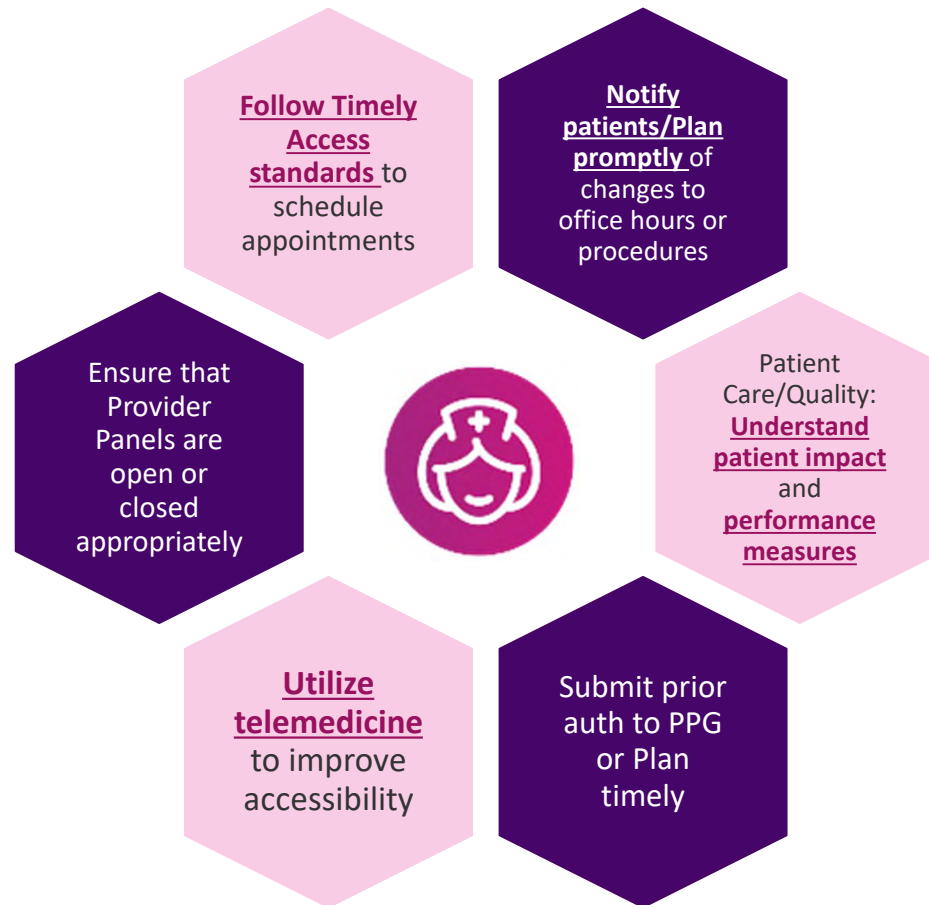 Follow Timely
Access
standards to
schedule
appointments
Notify
patients/Plan
promptly of
changes to
office hours or
procedures
Ensure that
Provider
Panels are
open or
closed
appropriately
Patient
Care/Quality:
Understand
patient impact
and
performance
measures
Utilize
telemedicine
to improve
accessibility
Submit prior
auth to PPG
or Plan
timely